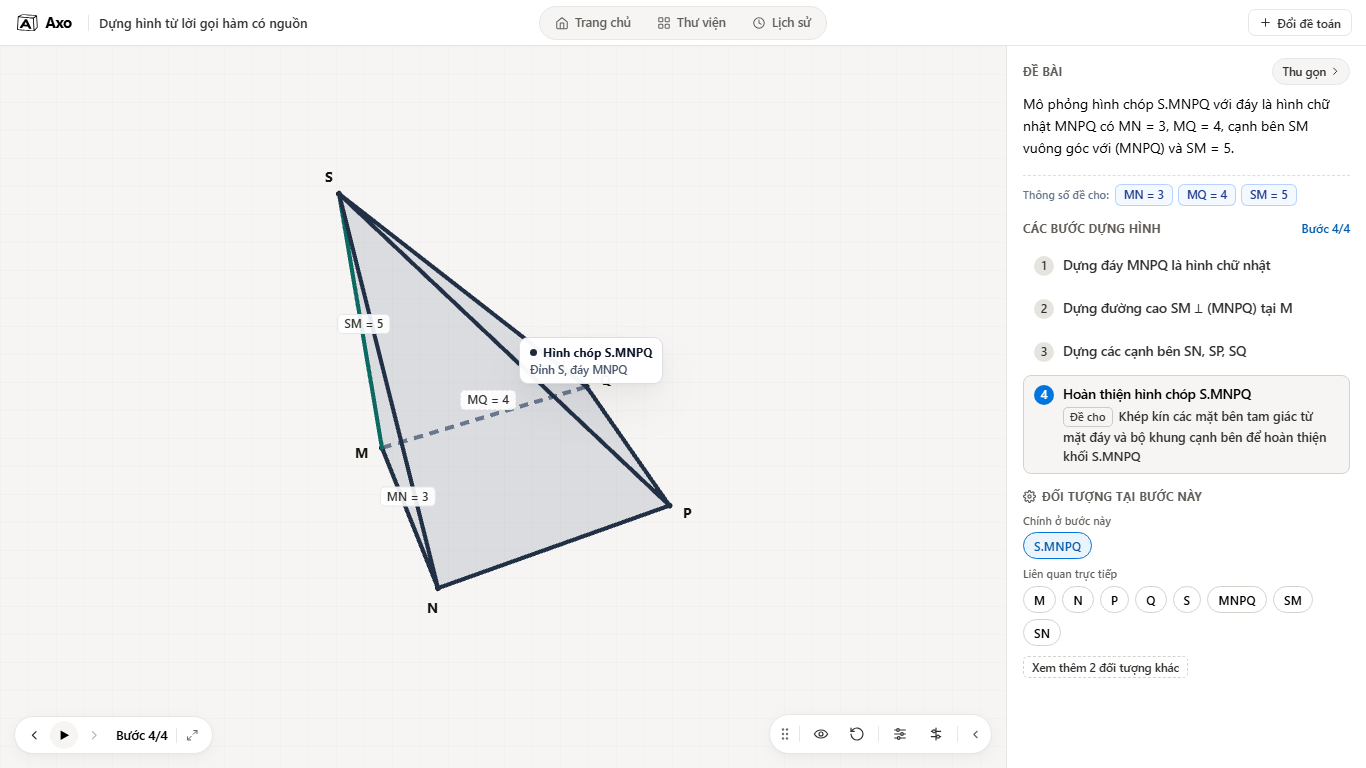 Axo
Dựng hình từ lời gọi hàm có nguồn
Trang chủ
Thư viện
Lịch sử
Đổi đề toán
S
SM = 5
Hình chóp S.MNPQ
Đỉnh S, đáy MNPQ
MQ = 4
M
MN = 3
P
N
Bước 4/4
ĐỀ BÀI
Thu gọn
Mô phỏng hình chóp S.MNPQ với đáy là hình chữ
nhật MNPQ có MN = 3, MQ = 4, cạnh bên SM
vuông góc với (MNPQ) và SM = 5.
Thông số đề cho: MN = 3 MQ = 4 SM = 5
CÁC BƯỚC DỰNG HÌNH
Bước 4/4
1 Dựng đáy MNPQ là hình chữ nhật
2 Dựng đường cao SM ⊥ (MNPQ) tại M
3 Dựng các cạnh bên SN, SP, SQ
4 Hoàn thiện hình chóp S.MNPQ
Đề cho Khép kín các mặt bên tam giác từ
mặt đáy và bộ khung cạnh bên để hoàn thiện
khối S.MNPQ
ĐỐI TƯỢNG TẠI BƯỚC NÀY
Chính ở bước này
S.MNPQ
Liên quan trực tiếp
M N P Q S MNPQ SM
SN
Xem thêm 2 đối tượng khác